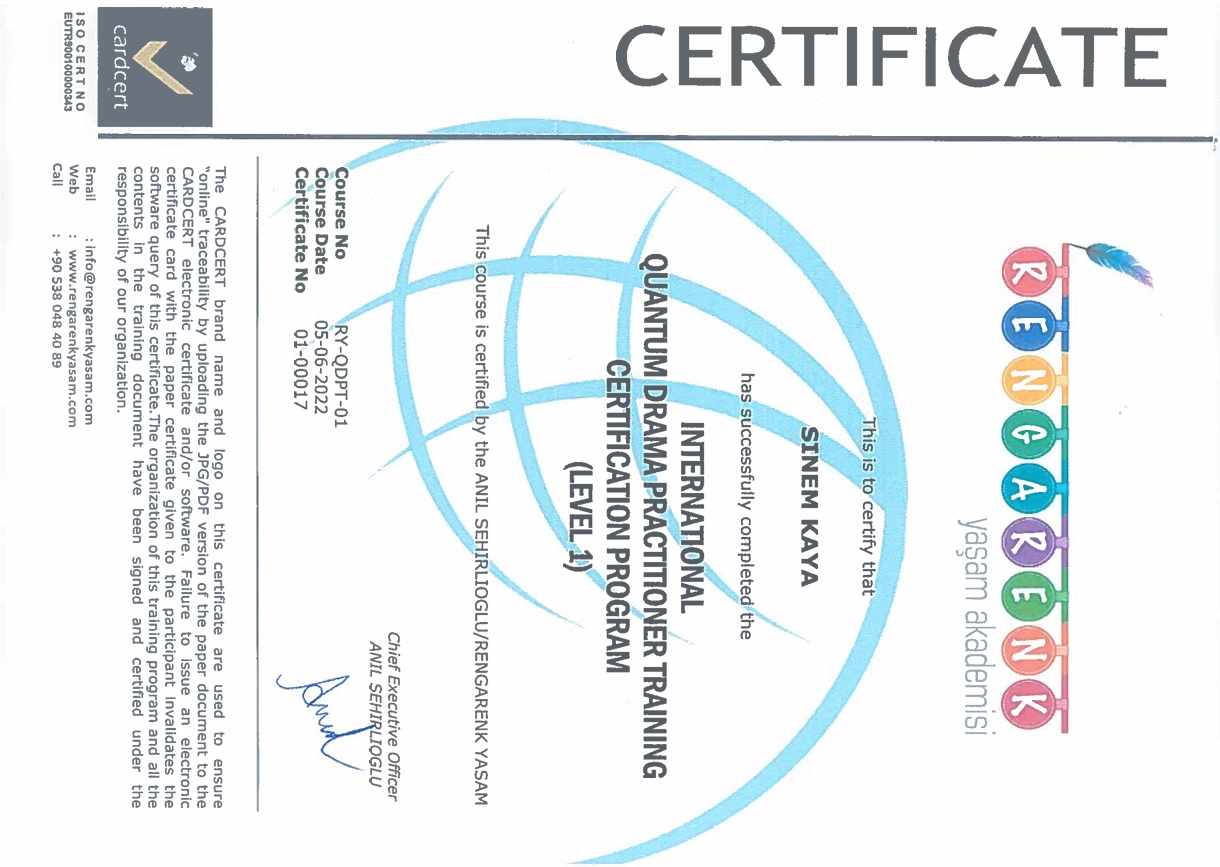 CERTIFICATE
RENGARENK
yaşam akademisi
This is to certify that
SINEM KAYA
has successfully completed the
INTERNATIONAL
QUANTUM DRAMA PRACTITIONER TRAINING
CERTIFICATION PROGRAM
(LEVEL 1)
This course is certified by the ANIL SEHIRLIOGLU/RENGARENK YASAM
Chief Executive Officer
ANIL SEHIRLIOGLU
Course No RY-QDPT-01
Course Date 05-06-2022
Certificate No 01-00017
The CARDCERT brand name and logo on this certificate are used to ensure
"online" traceability by uploading the JPG/PDF version of the paper document to the
CARDCERT electronic certificate and/or software. Failure to issue an electronic
certificate card with the paper certificate given to the participant invalidates the
software query of this certificate.The organization of this training program and all the
contents in the training document have been signed and certified under the
responsibility of our organization.
Email : info@rengarenkyasam.com
Web : www.rengarenkyasam.com
Call : +90 538 048 40 89
cardcert
ISO CERT NO
EUTR9001000000343